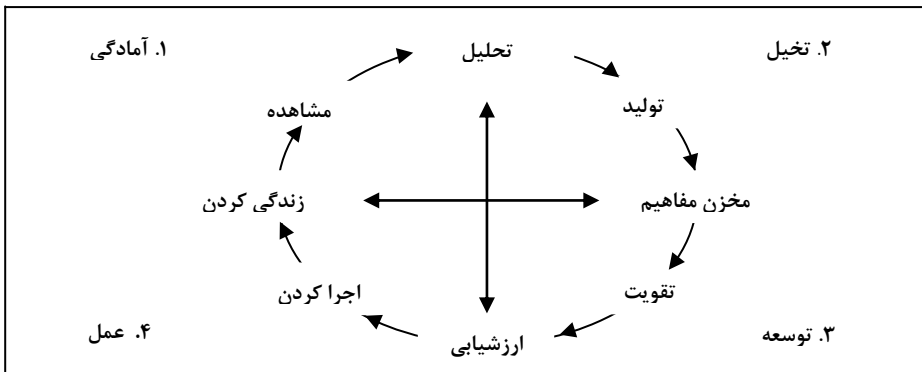 ۱. آمادگی
تحلیل
۲. تخیل
مشاهده
تولید
زندگی کردن
مخزن مفاهیم
اجرا کردن
تقویت
۴. عمل
ارزشیابی
۳. توسعه